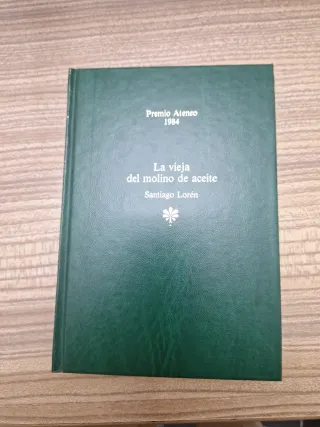 Premio Ateneo
1984
La vieja
del molino de aceite
Santiago Lorén